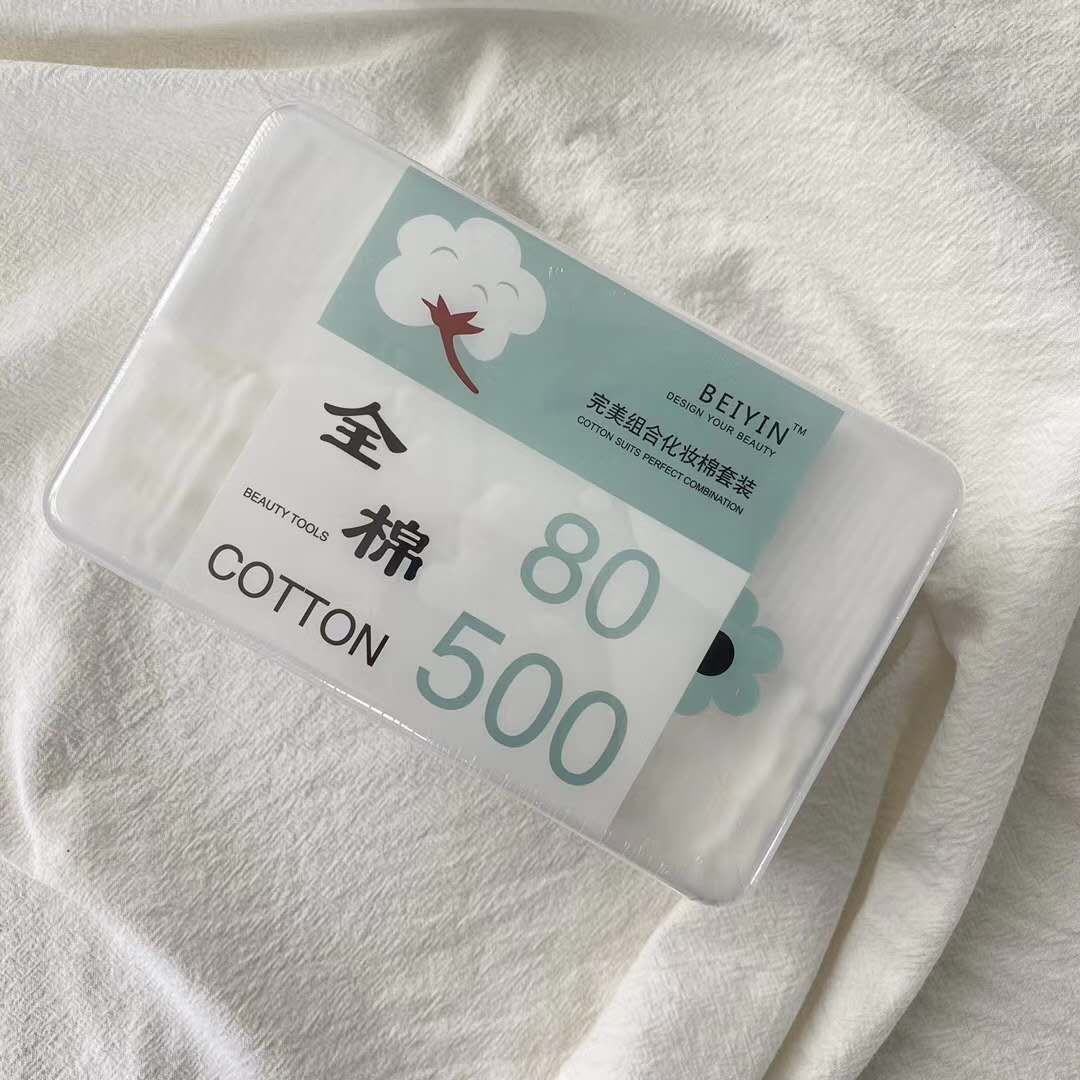 BEIYIN™
DESIGN YOUR BEAUTY
完美组合化妆棉套装
COTTON SUITS PERFECT COMBINATION
全
棉
BEAUTY TOOLS
COTTON
80
500